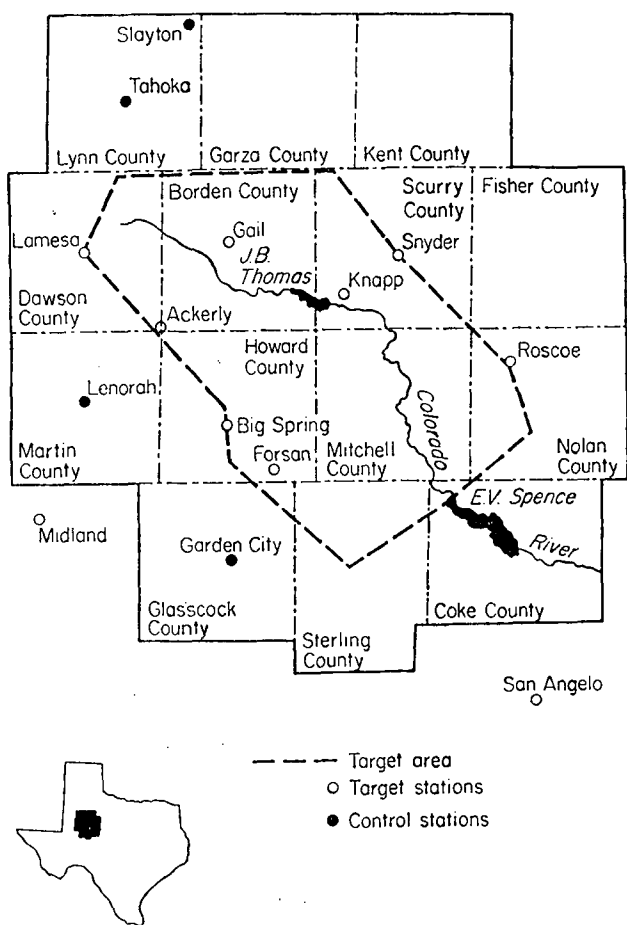 Slayton
Tahoka
Lynn County
Garza County
Kent County
Borden County
Scurry
County
Fisher County
Gail
Lamesa
J.B.
Thomas
Snyder
Knapp
Dawson
County
Ackerly
Howard
County
Roscoe
Lenorah
Colorado
Big Spring
Martin
County
Forsan
Mitchell
County
Nolan
County
E.V. Spence
Midland
Garden City
River
Glasscock
County
Sterling
County
Coke County
San Angelo
Target area
Target stations
Control stations